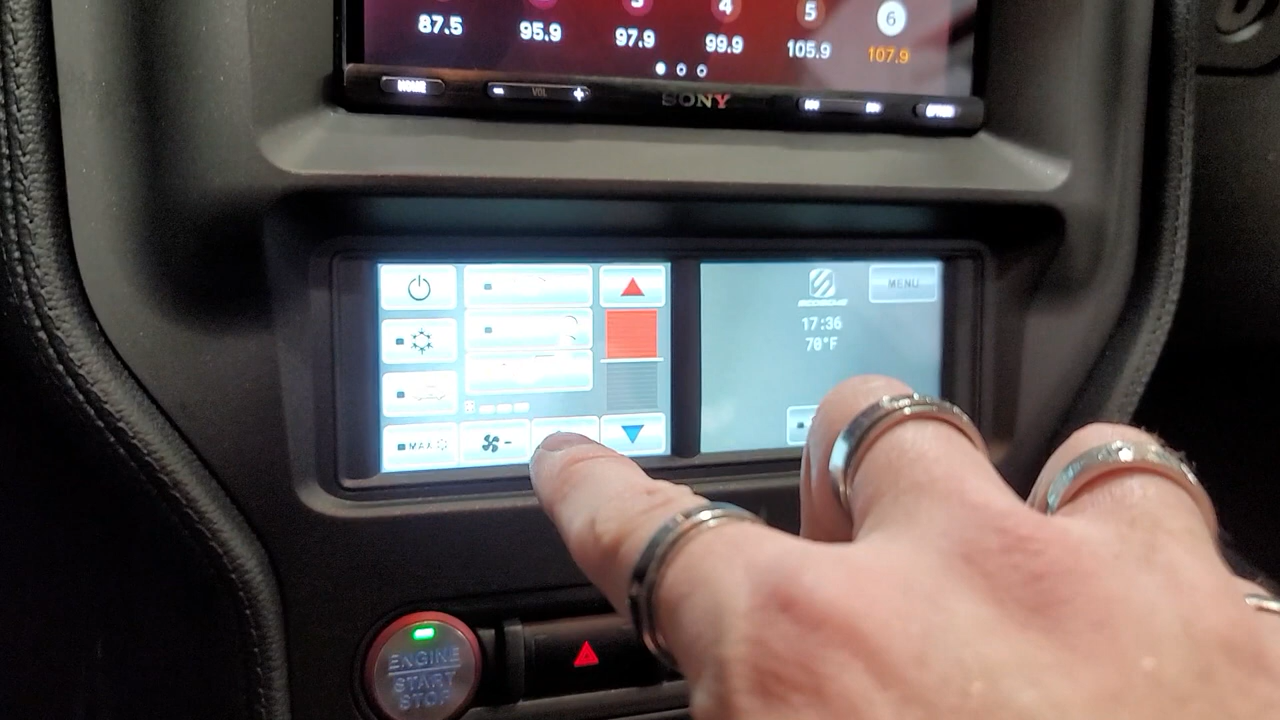 4 5 6
87.5 95.9 97.9 99.9 105.9 107.9
HOME - VOL + SONY
MENU
17:36
70°F
MAX
-
ENGINE
START
STOP